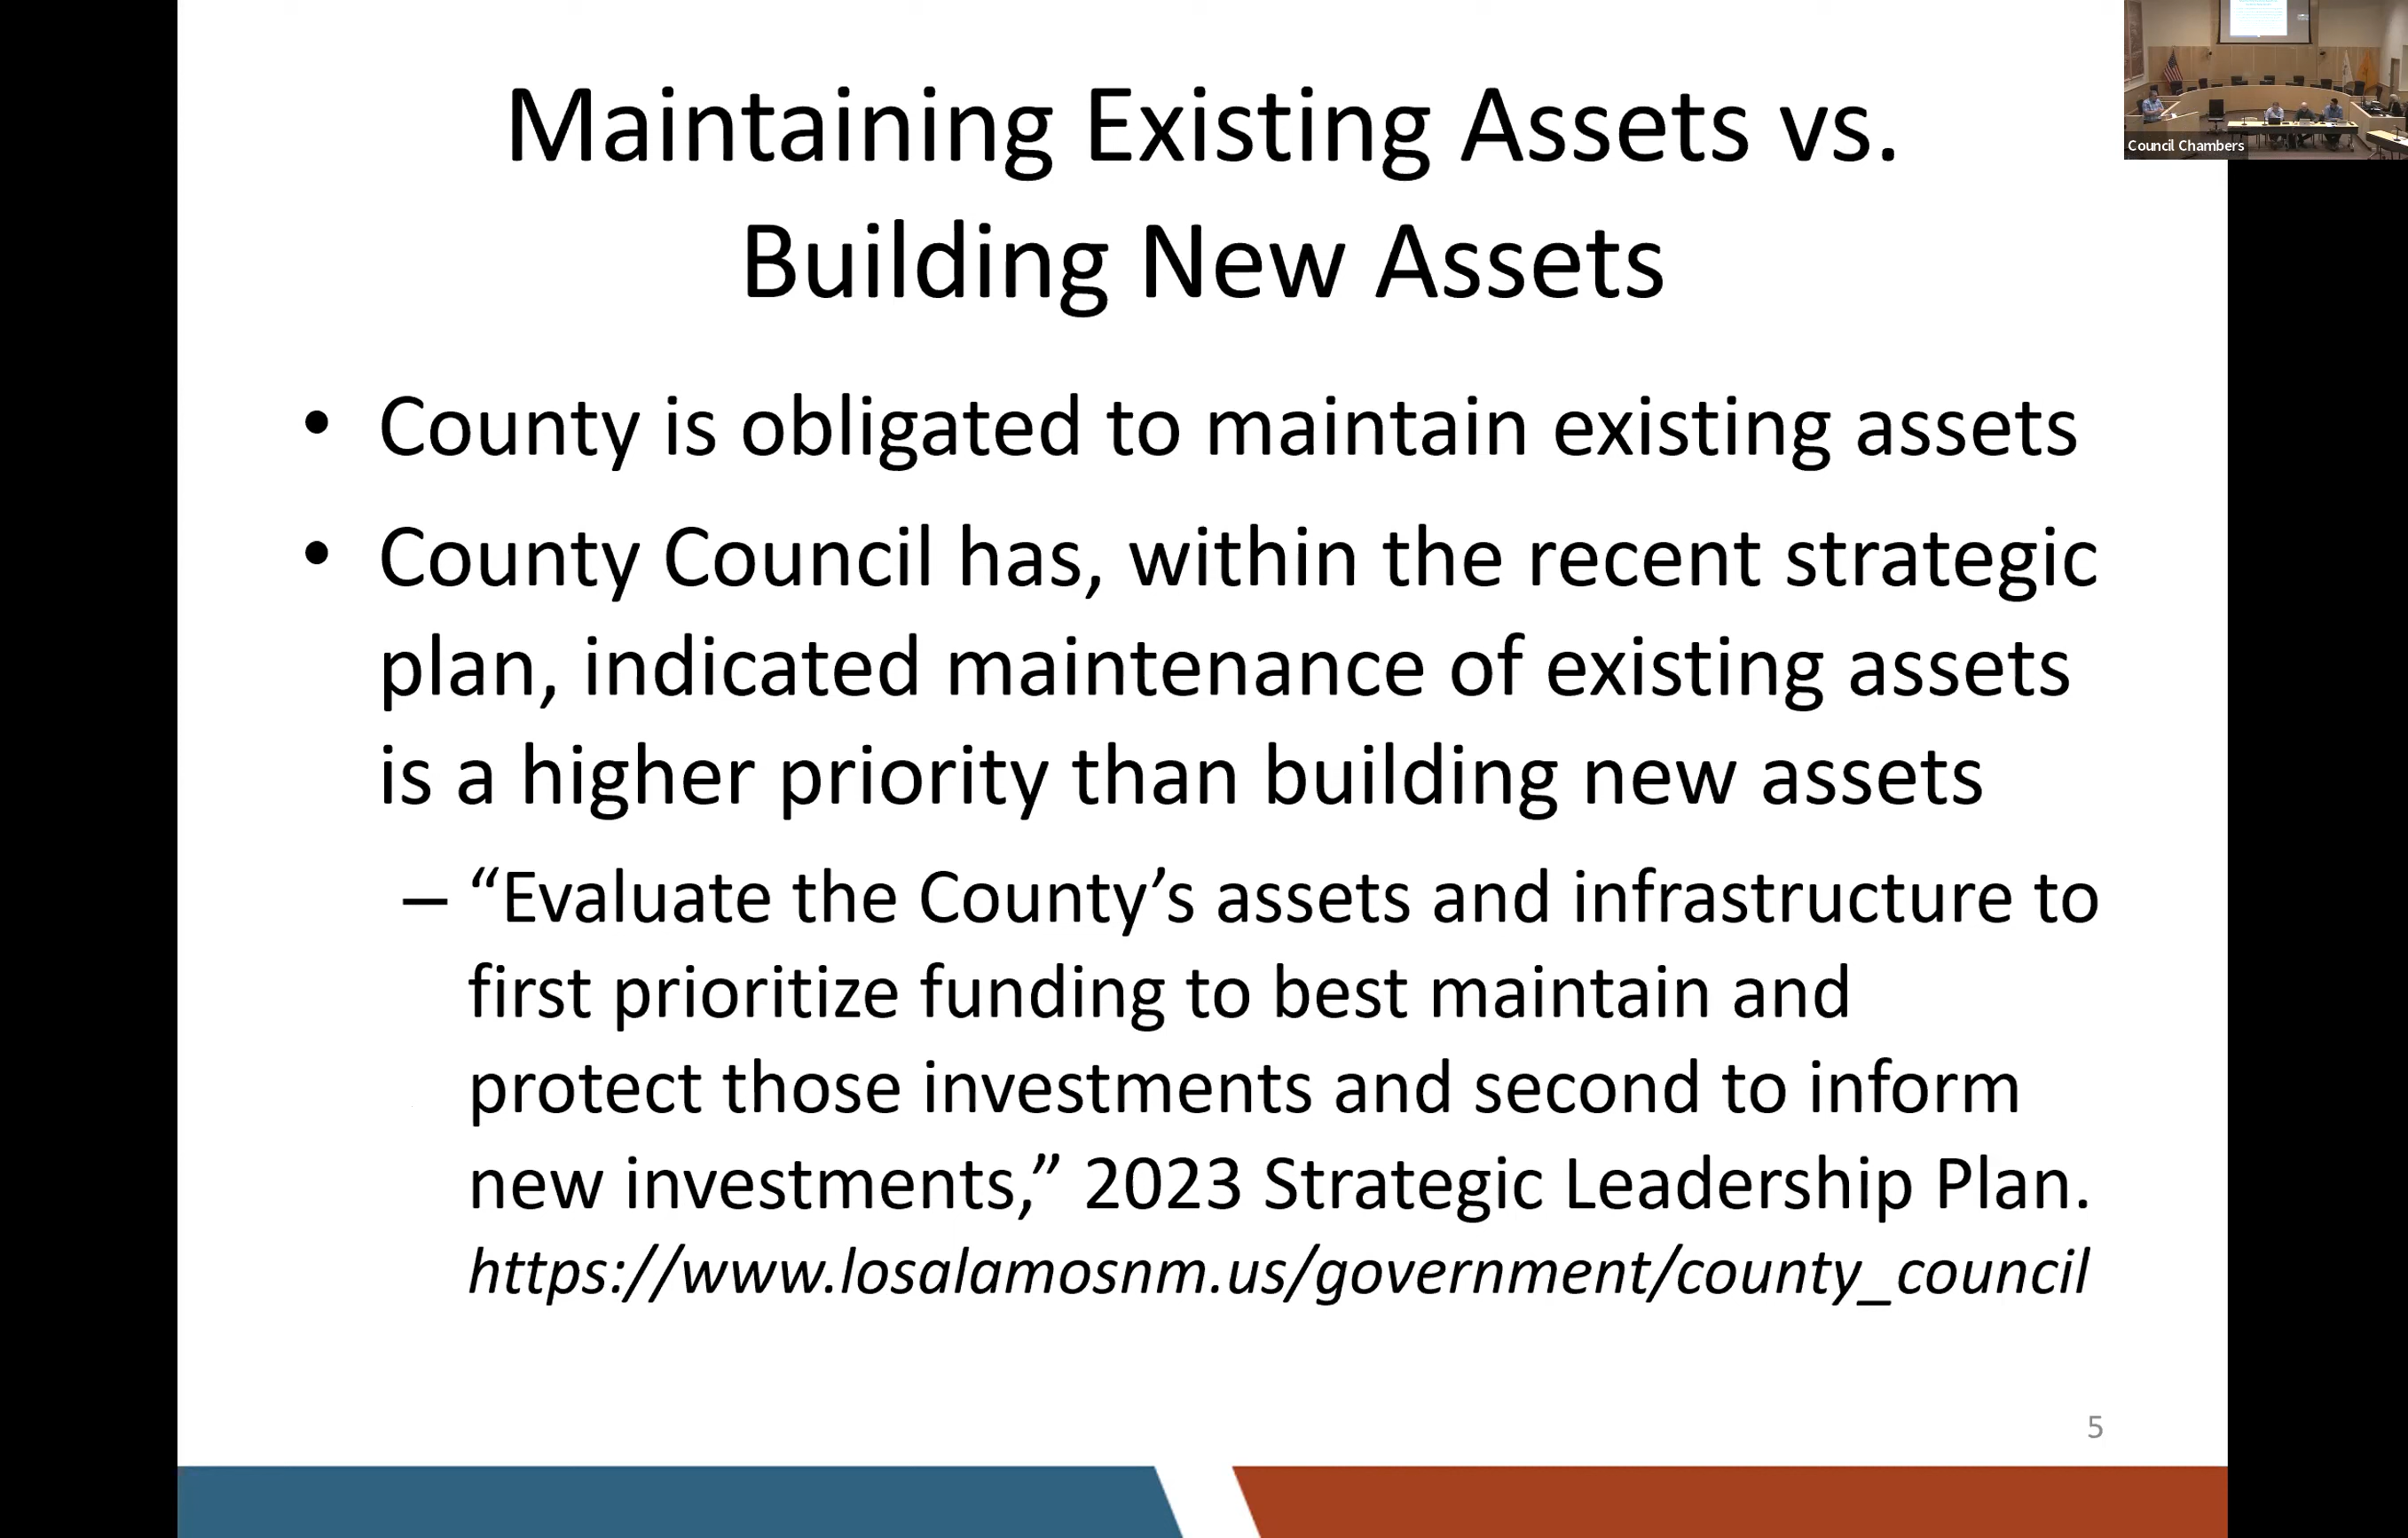 Maintaining Existing Assets vs.
Building New Assets
Council Chambers
• County is obligated to maintain existing assets
• County Council has, within the recent strategic
plan, indicated maintenance of existing assets
is a higher priority than building new assets
– “Evaluate the County’s assets and infrastructure to
first prioritize funding to best maintain and
protect those investments and second to inform
new investments,” 2023 Strategic Leadership Plan.
https://www.losalamosnm.us/government/county_council
5